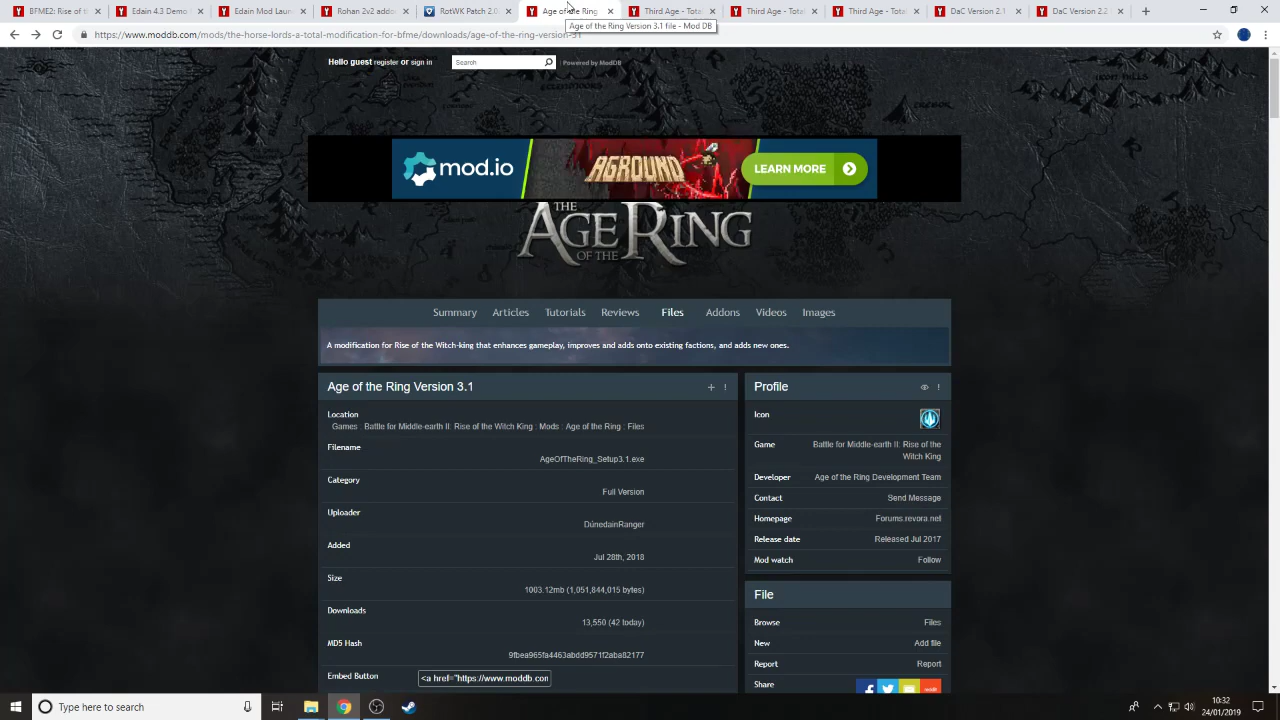 BFME2: Rise of the
Edain 4.3 Demo
Edain Mod Laun
Rohan 2v2 addo
RotWK Patch 2.0
Age of the Ring
Third Age - Total
Third Age - Total
Third Age - Total
DaC Version 2.1
DaC Version 2.2
Age of the Ring Version 3.1 file - Mod DB
https://www.moddb.com/mods/the-horse-lords-a-total-modification-for-bfme/downloads/age-of-the-ring-version-31
Hello guest register or sign in
Search
Powered by ModDB
mod.io
AGROUND
LEARN MORE
THE
AGE RING
OF THE
Summary Articles Tutorials Reviews Files Addons Videos Images
A modification for Rise of the Witch-king that enhances gameplay, improves and adds onto existing factions, and adds new ones.
Age of the Ring Version 3.1
Location
Games : Battle for Middle-earth II: Rise of the Witch King : Mods : Age of the Ring : Files
Filename
AgeOfTheRing_Setup3.1.exe
Category
Full Version
Uploader
DúnedainRanger
Added
Jul 28th, 2018
Size
1003.12mb (1,051,844,015 bytes)
Downloads
13,550 (42 today)
MD5 Hash
9fbea965fa4463abdd9571f2aba82177
Embed Button
<a href="https://www.moddb.con
Profile
Icon
Game
Battle for Middle-earth II: Rise of the
Witch King
Developer
Age of the Ring Development Team
Contact
Send Message
Homepage
Forums.revora.net
Release date
Released Jul 2017
Mod watch
Follow
File
Browse
Files
New
Add file
Report
Report
Share
Type here to search
10:32
24/01/2019